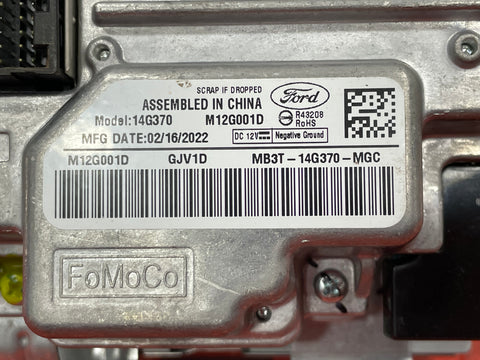 SCRAP IF DROPPED
ASSEMBLED IN CHINA
Ford
Model:14G370 M12G001D
R43208
RoHS
MFG DATE:02/16/2022
DC 12V Negative Ground
M12G001D GJV1D MB3T-14G370-MGC
FoMoCo